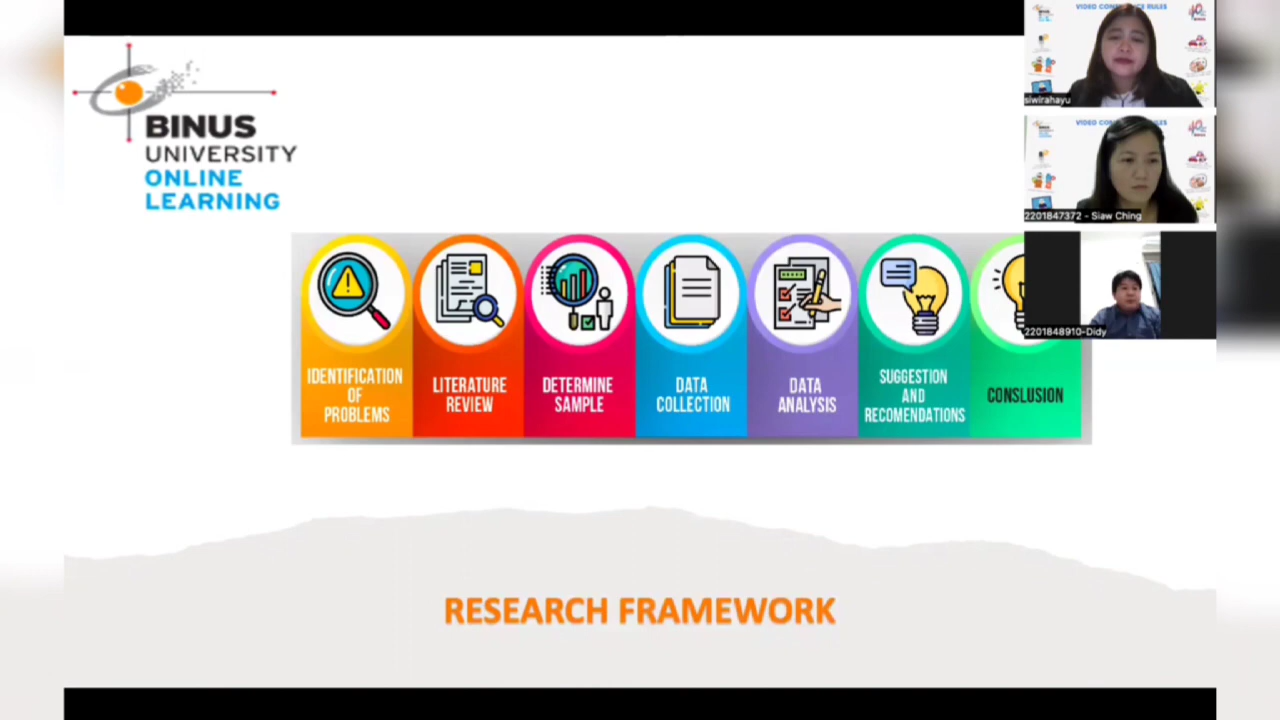 BINUS
UNIVERSITY
ONLINE
LEARNING
IDENTIFICATION
OF
PROBLEMS
LITERATURE
REVIEW
DETERMINE
SAMPLE
DATA
COLLECTION
DATA
ANALYSIS
SUGGESTION
AND
RECOMENDATIONS
CONSLUSION
RESEARCH FRAMEWORK
siwirahayu
2201847372 - Siaw Ching
2201848910-Didy